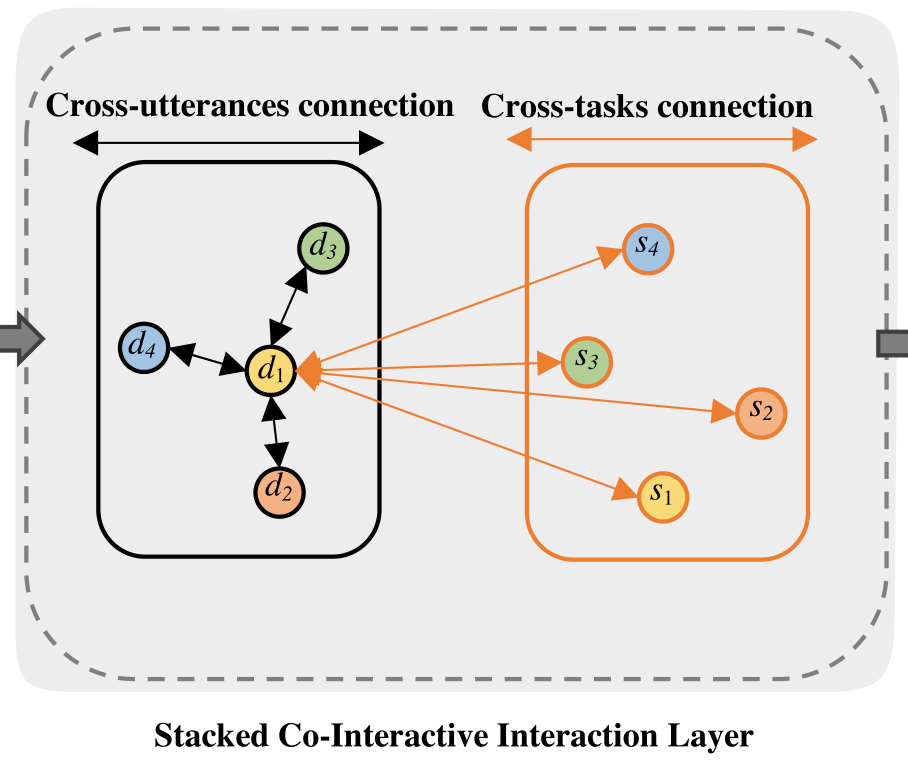 Cross-utterances connection
Cross-tasks connection
d3
s4
d4
d1
s3
s2
d2
s1
Stacked Co-Interactive Interaction Layer